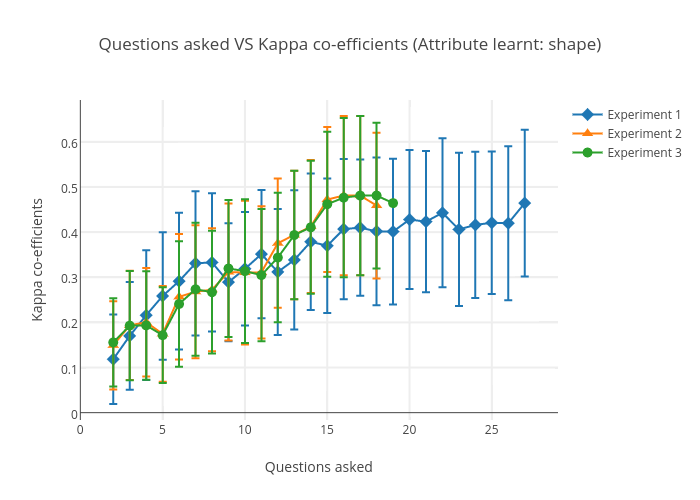 Questions asked VS Kappa co-efficients (Attribute learnt: shape)
Experiment 1
Experiment 2
Experiment 3
0.6
0.5
0.4
0.3
0.2
0.1
0
Kappa co-efficients
0 5 10 15 20 25
Questions asked